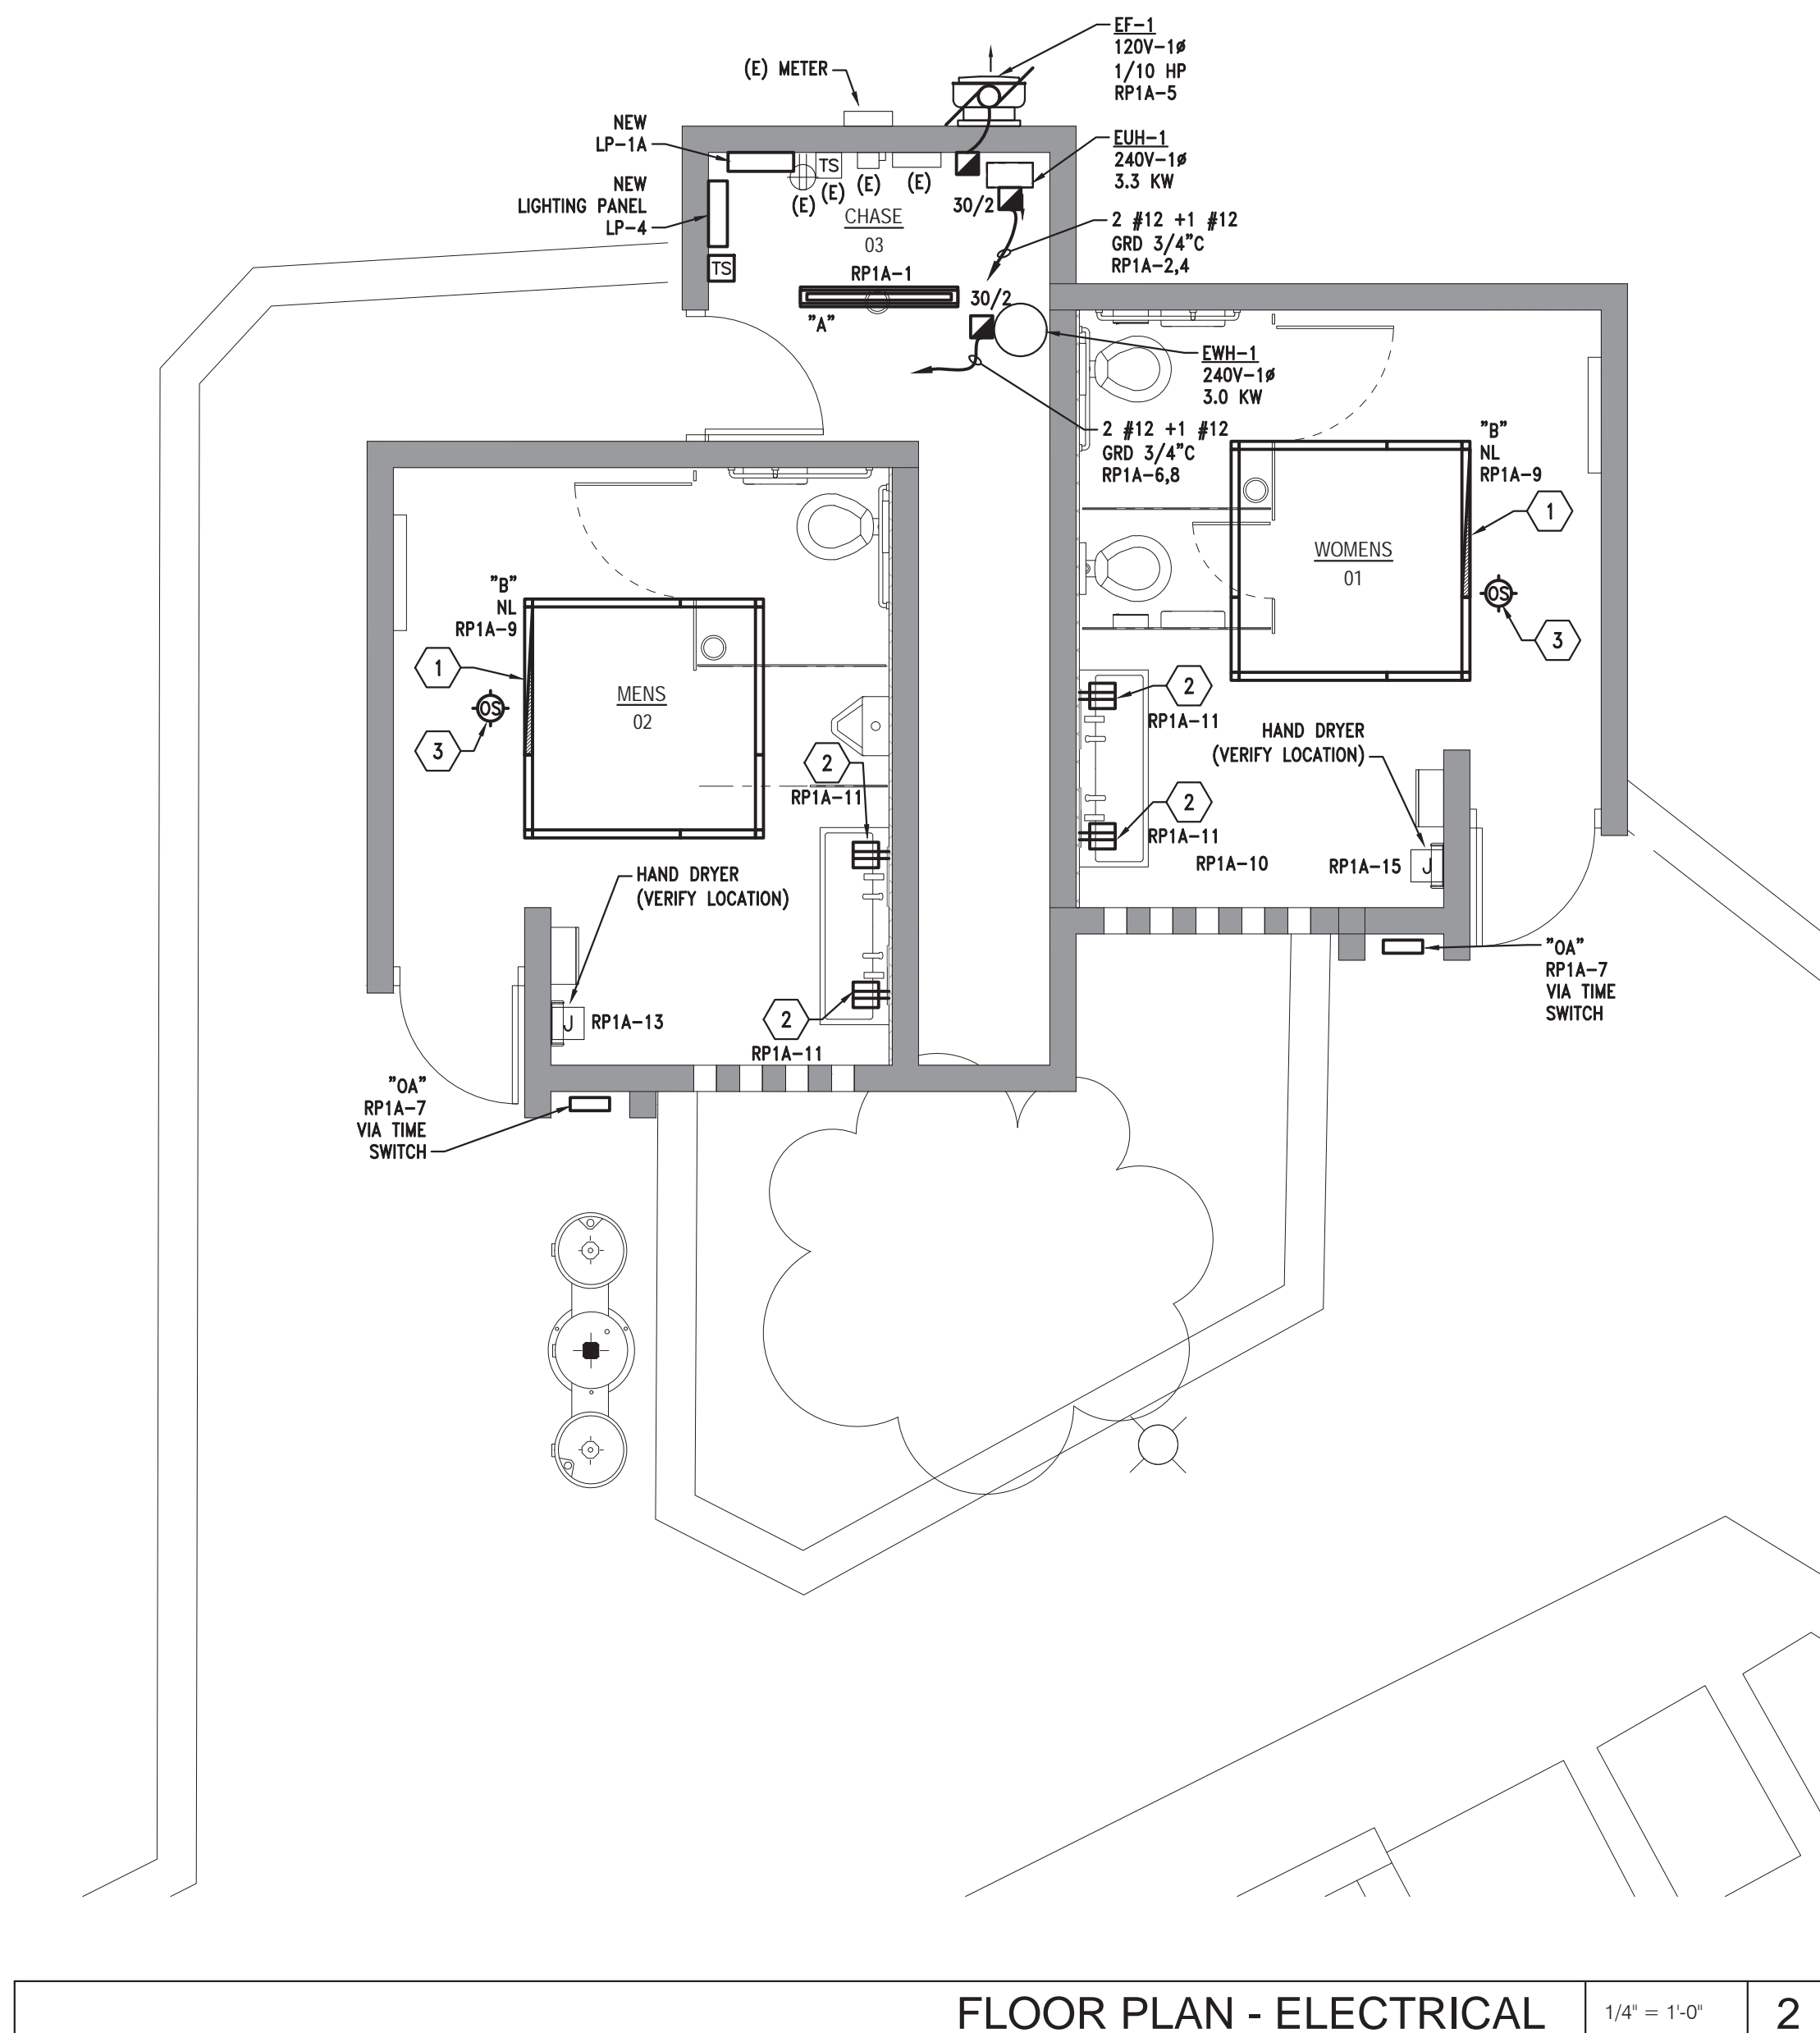 EF-1
120V-1ø
1/10 HP
RP1A-5
(E) METER
NEW
LP-1A
EUH-1
240V-1ø
3.3 KW
TS
(E)
(E)
(E)
(E)
NEW
LIGHTING PANEL
LP-4
30/2
CHASE
03
2 #12 +1 #12
GRD 3/4"C
RP1A-2,4
TS
RP1A-1
30/2
"A"
EWH-1
240V-1ø
3.0 KW
2 #12 +1 #12
GRD 3/4"C
RP1A-6,8
"B"
NL
RP1A-9
1
WOMENS
01
OS
3
"B"
NL
RP1A-9
1
MENS
02
OS
3
2
RP1A-11
HAND DRYER
(VERIFY LOCATION)
2
RP1A-11
2
RP1A-11
RP1A-10
RP1A-15
J
HAND DRYER
(VERIFY LOCATION)
"OA"
RP1A-7
VIA TIME
SWITCH
J
RP1A-13
2
RP1A-11
"OA"
RP1A-7
VIA TIME
SWITCH
FLOOR PLAN - ELECTRICAL
1/4" = 1'-0"
2